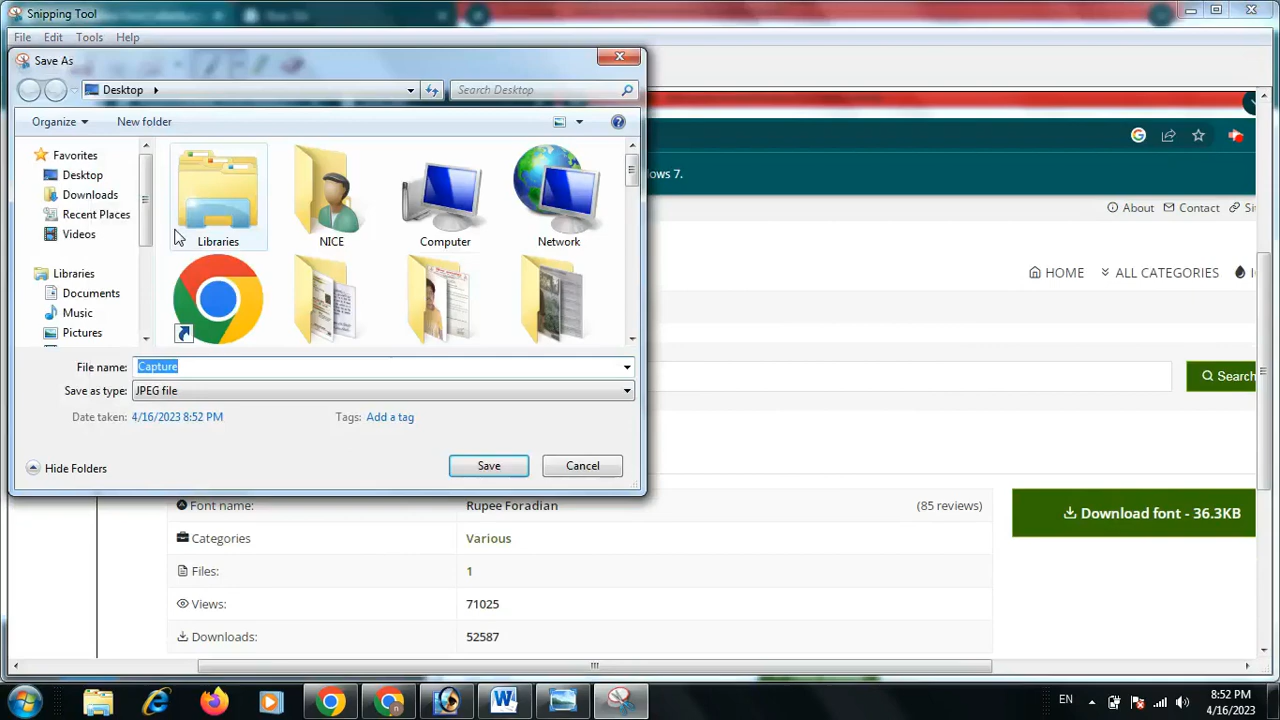 Snipping Tool
File Edit Tools Help
Save As
Desktop
Search Desktop
Organize New folder
Favorites
Desktop
Downloads
Recent Places
Videos
Libraries
Documents
Music
Pictures
Libraries NICE Computer Network
File name: Capture
Save as type: JPEG file
Date taken: 4/16/2023 8:52 PM Tags: Add a tag
Hide Folders Save Cancel
ows 7.
About Contact Si
HOME ALL CATEGORIES
Search
Font name: Rupee Foradian (85 reviews)
Download font - 36.3KB
Categories Various
Files: 1
Views: 71025
Downloads: 52587
EN 8:52 PM
4/16/2023